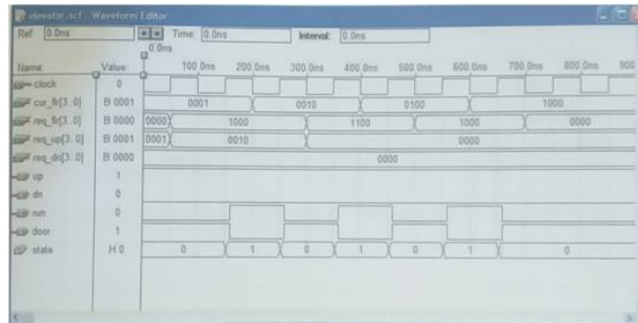 elevator.scf - Waveform Editor
Ref: 0.0ns Time: 0.0ns Interval: 0.0ns
0.0ns
Name: Value: 100.0ns 200.0ns 300.0ns 400.0ns 500.0ns 600.0ns 700.0ns 800.0ns 900
clock 0
cur_flr[3..0] B 0001 0001 0010 0100 1000
req_flr[3..0] B 0000 0000 1000 1100 1000 0000
req_up[3..0] B 0001 0001 0010 0000
req_dn[3..0] B 0000 0000
up 1
dn 0
run 0
door 1
state H 0 0 1 0 1 0 1 0